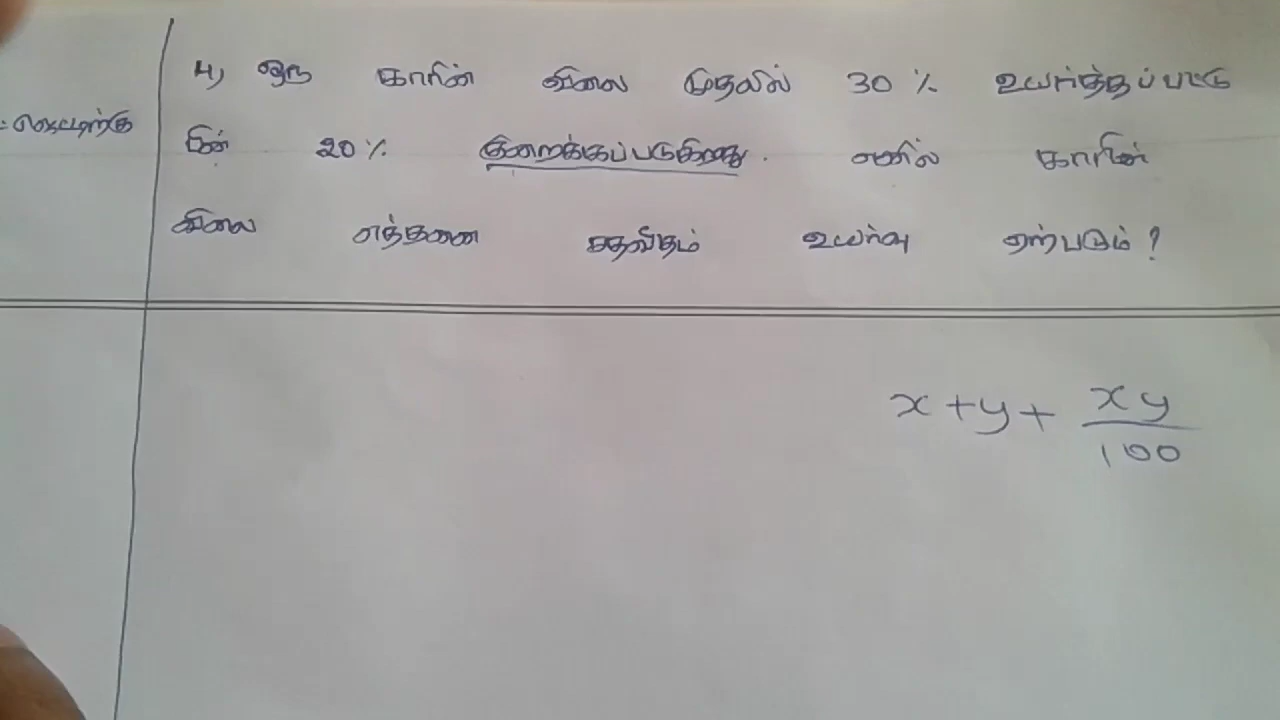 4) ஒரு காரின் விலை முதலில் 30 % உயர்த்தப்பட்டு
பின் 20 % குறைக்கப்படுகிறது. எனில் காரின்
விலை எத்தனை சதவீதம் உயர்வு ஏற்படும் ?
x + y + xy / 100